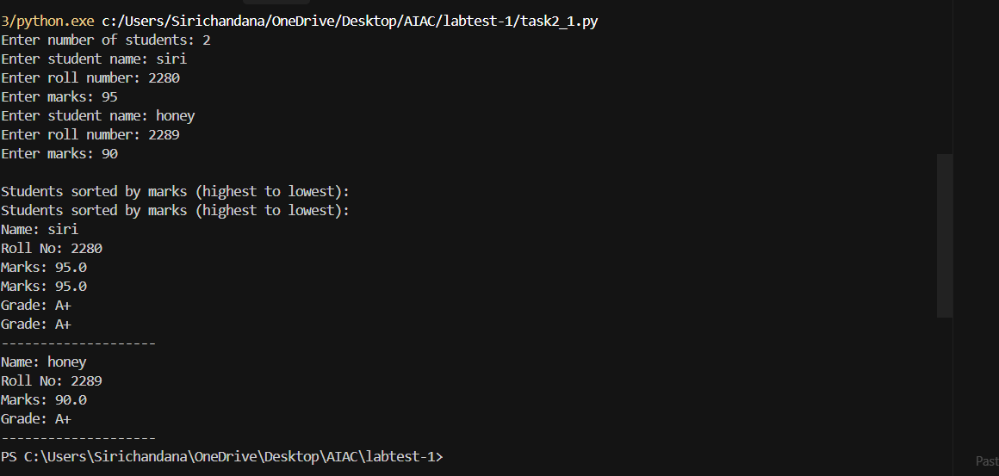 3/python.exe c:/Users/Sirichandana/OneDrive/Desktop/AIAC/labtest-1/task2_1.py
Enter number of students: 2
Enter student name: siri
Enter roll number: 2280
Enter marks: 95
Enter student name: honey
Enter roll number: 2289
Enter marks: 90

Students sorted by marks (highest to lowest):
Students sorted by marks (highest to lowest):
Name: siri
Roll No: 2280
Marks: 95.0
Marks: 95.0
Grade: A+
Grade: A+
--------------------
Name: honey
Roll No: 2289
Marks: 90.0
Grade: A+
--------------------
PS C:\Users\Sirichandana\OneDrive\Desktop\AIAC\labtest-1>
Past